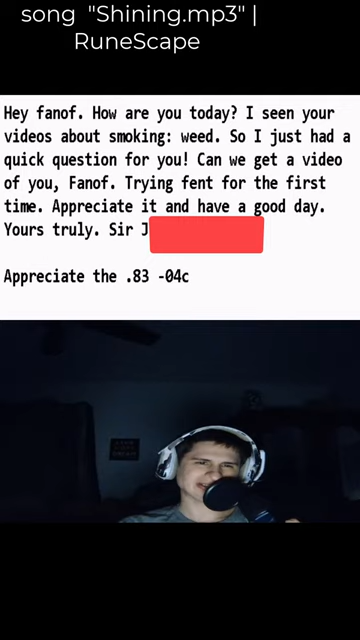 song "Shining.mp3" |
RuneScape
Hey fanof. How are you today? I seen your
videos about smoking: weed. So I just had a
quick question for you! Can we get a video
of you, Fanof. Trying fent for the first
time. Appreciate it and have a good day.
Yours truly. Sir J
Appreciate the .83 -04c